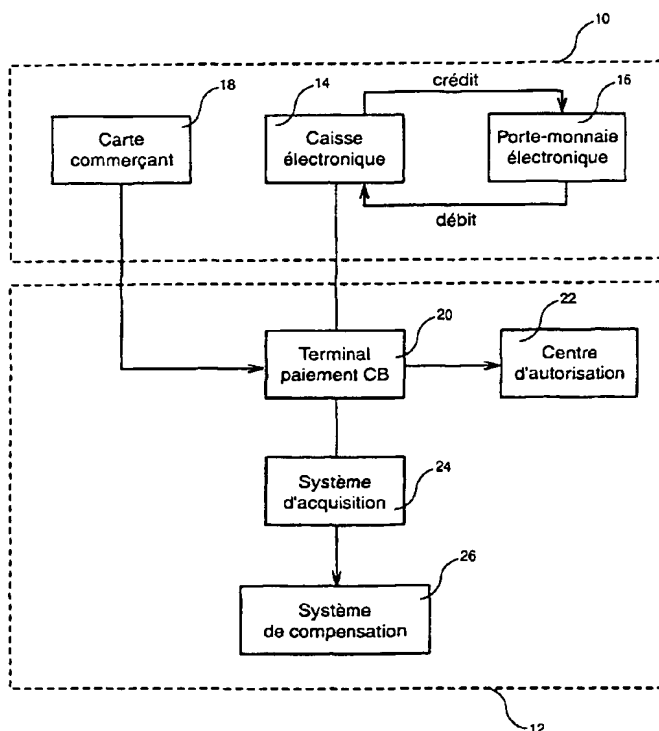 10
18
14
crédit
16
Carte
commerçant
Caisse
électronique
Porte-monnaie
électronique
débit
20
22
Terminal
paiement CB
Centre
d'autorisation
24
Système
d'acquisition
26
Système
de compensation
12